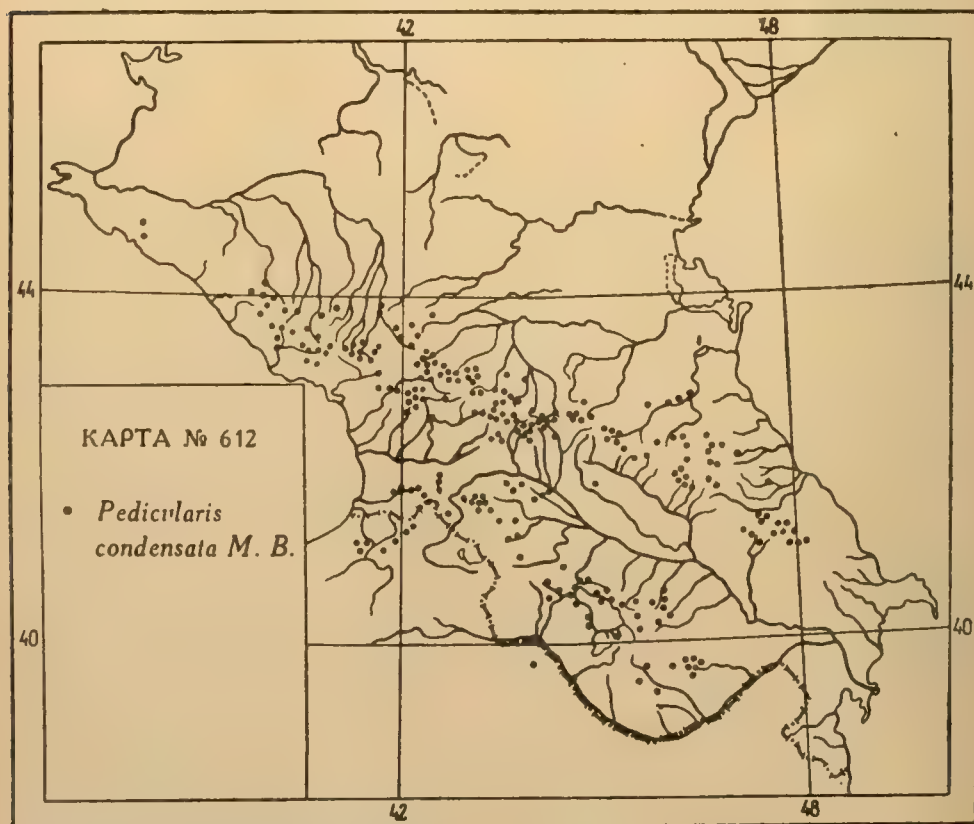 42 48
44 44
КАРТА № 612
Pedicularis
condensata M. B.
40 40
42 48